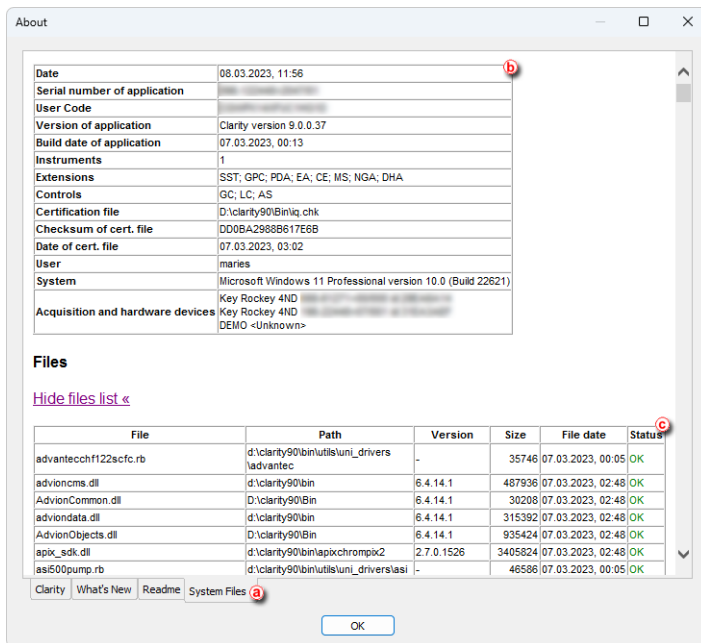 About
b
Date 08.03.2023, 11:56
Serial number of application
User Code
Version of application Clarity version 9.0.0.37
Build date of application 07.03.2023, 00:13
Instruments 1
Extensions SST; GPC; PDA; EA; CE; MS; NGA; DHA
Controls GC; LC; AS
Certification file D:\clarity90\Bin\iq.chk
Checksum of cert. file DD0BA2988B617E6B
Date of cert. file 07.03.2023, 03:02
User maries
System Microsoft Windows 11 Professional version 10.0 (Build 22621)
Acquisition and hardware devices Key Rockey 4ND
Key Rockey 4ND
DEMO <Unknown>
Files
Hide files list «
c
File Path Version Size File date Status
advantecchf122scfc.rb d:\clarity90\bin\utils\uni_drivers
\advantec - 35746 07.03.2023, 00:05 OK
advioncms.dll d:\clarity90\bin 6.4.14.1 487936 07.03.2023, 02:48 OK
AdvionCommon.dll D:\clarity90\Bin 6.4.14.1 30208 07.03.2023, 02:48 OK
adviondata.dll d:\clarity90\bin 6.4.14.1 315392 07.03.2023, 02:48 OK
AdvionObjects.dll D:\clarity90\Bin 6.4.14.1 935424 07.03.2023, 02:48 OK
apix_sdk.dll d:\clarity90\bin\apixchrompix2 2.7.0.1526 3405824 07.03.2023, 02:48 OK
asi500pump.rb d:\clarity90\bin\utils\uni_drivers\asi - 46586 07.03.2023, 00:05 OK
Clarity What's New Readme System Files a
OK